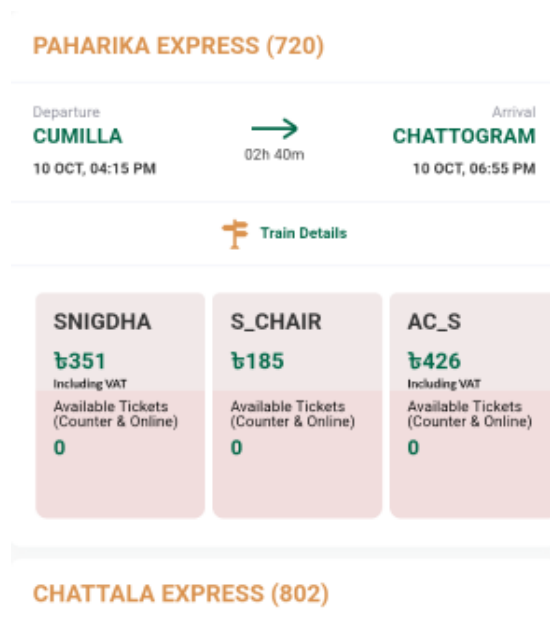 PAHARIKA EXPRESS (720)
Departure
Arrival
CUMILLA
CHATTOGRAM
02h 40m
10 OCT, 04:15 PM
10 OCT, 06:55 PM
Train Details
SNIGDHA
৳351
Including VAT
Available Tickets
(Counter & Online)
0
S_CHAIR
৳185
Available Tickets
(Counter & Online)
0
AC_S
৳426
Including VAT
Available Tickets
(Counter & Online)
0
CHATTALA EXPRESS (802)